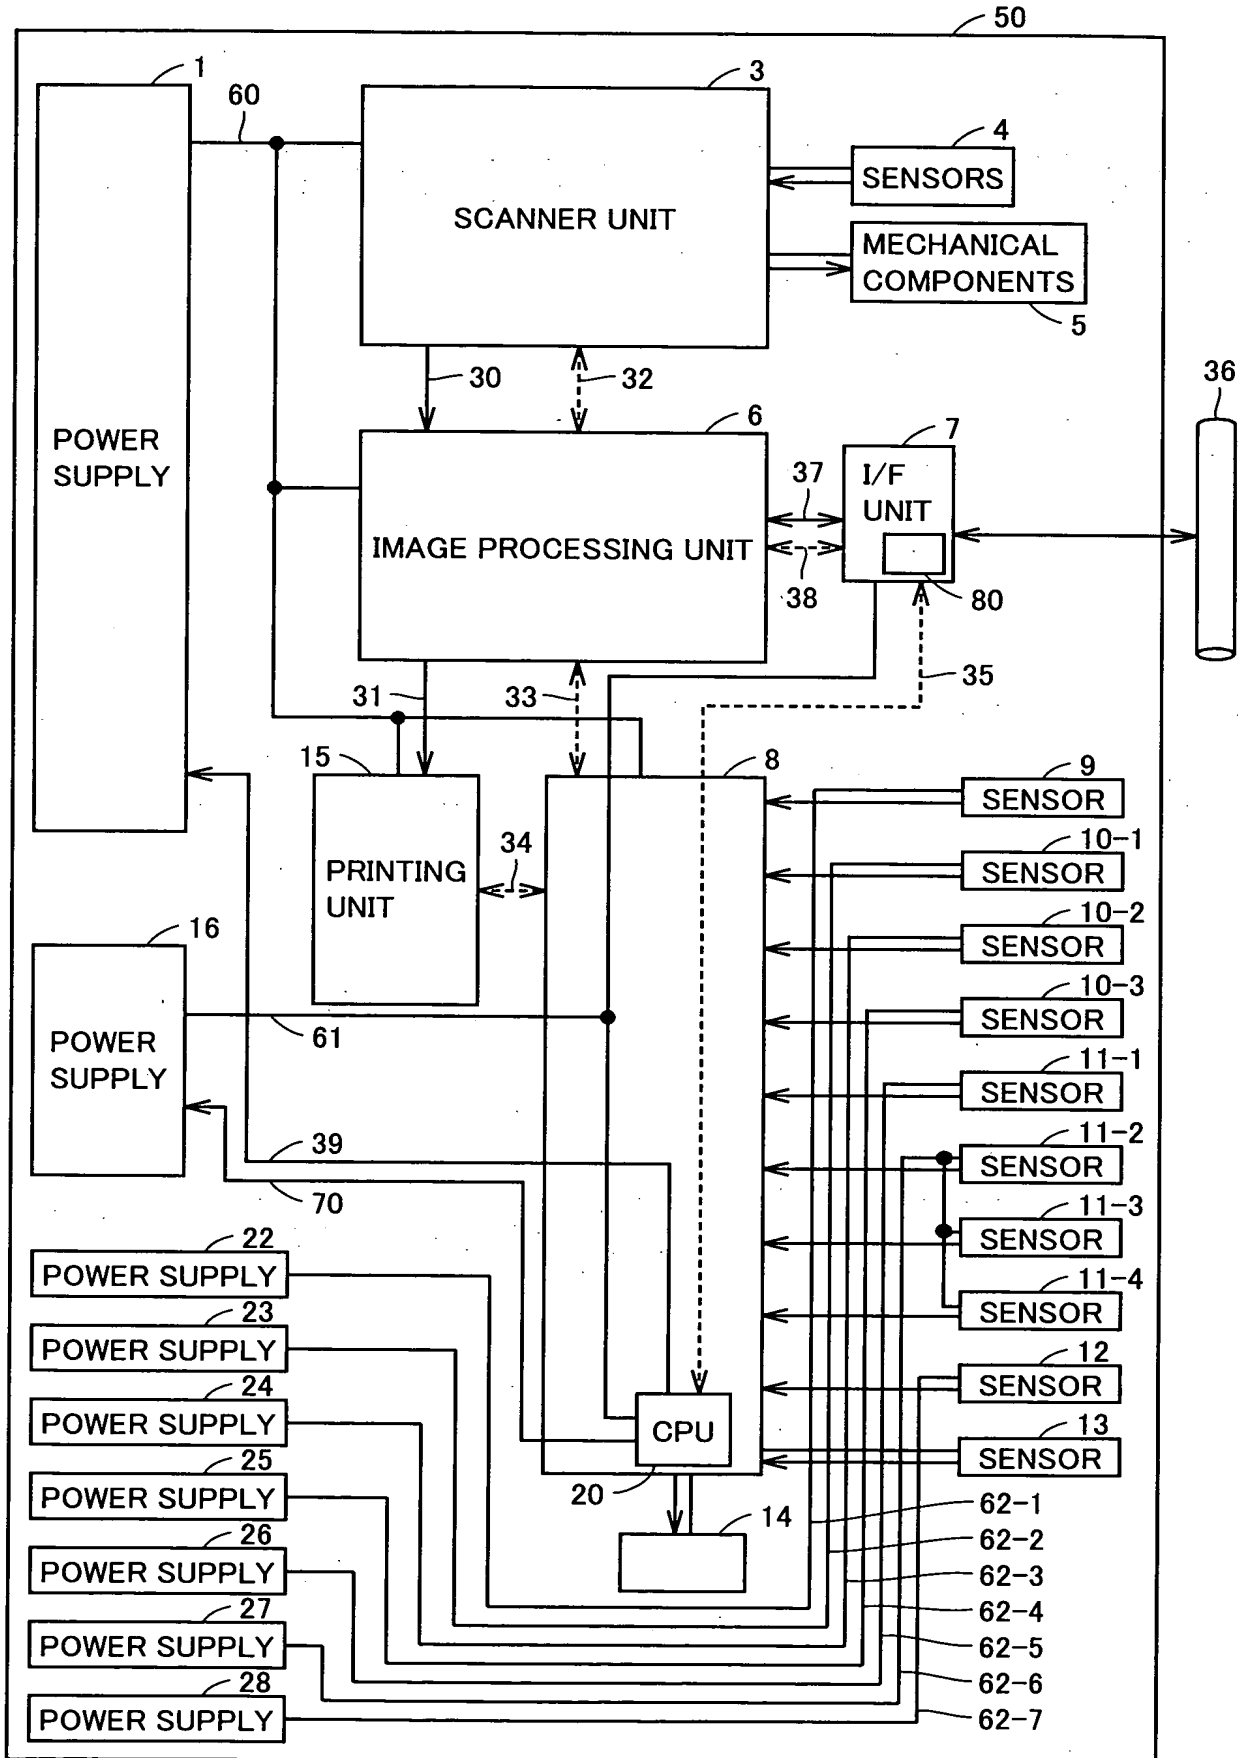 50
1
60
3
4
SENSORS
SCANNER UNIT
MECHANICAL
COMPONENTS
5
30
32
36
6
7
POWER
SUPPLY
I/F
UNIT
37
IMAGE PROCESSING UNIT
38
80
31
33
35
15
8
9
SENSOR
34
10-1
SENSOR
PRINTING
UNIT
16
10-2
SENSOR
10-3
SENSOR
61
POWER
SUPPLY
11-1
SENSOR
39
11-2
SENSOR
70
11-3
SENSOR
22
POWER SUPPLY
11-4
SENSOR
23
POWER SUPPLY
12
SENSOR
24
POWER SUPPLY
CPU
13
SENSOR
25
POWER SUPPLY
20
14
62-1
62-2
26
POWER SUPPLY
62-3
62-4
27
POWER SUPPLY
62-5
62-6
28
POWER SUPPLY
62-7